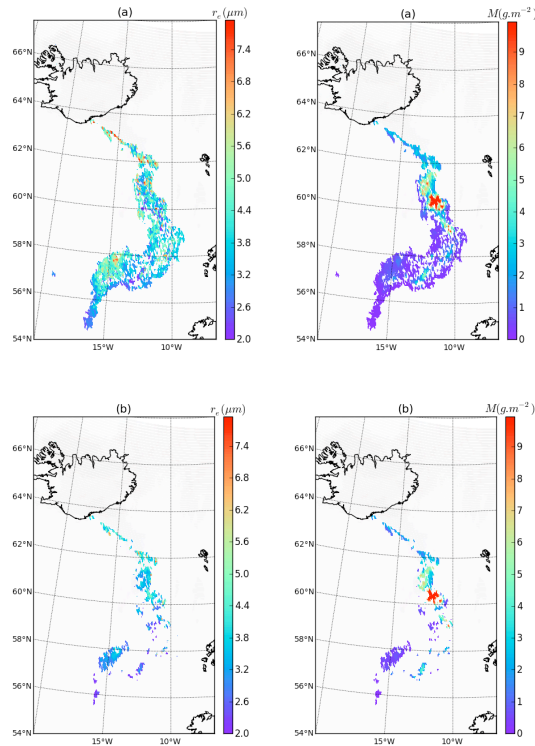 (a) r_e(μm)
66°N
64°N
62°N
60°N
58°N
56°N
54°N
15°W 10°W
7.4
6.8
6.2
5.6
5.0
4.4
3.8
3.2
2.6
2.0
(a) M(g.m⁻²)
66°N
64°N
62°N
60°N
58°N
56°N
54°N
15°W 10°W
9
8
7
6
5
4
3
2
1
0
(b) r_e(μm)
66°N
64°N
62°N
60°N
58°N
56°N
54°N
15°W 10°W
7.4
6.8
6.2
5.6
5.0
4.4
3.8
3.2
2.6
2.0
(b) M(g.m⁻²)
66°N
64°N
62°N
60°N
58°N
56°N
54°N
15°W 10°W
9
8
7
6
5
4
3
2
1
0